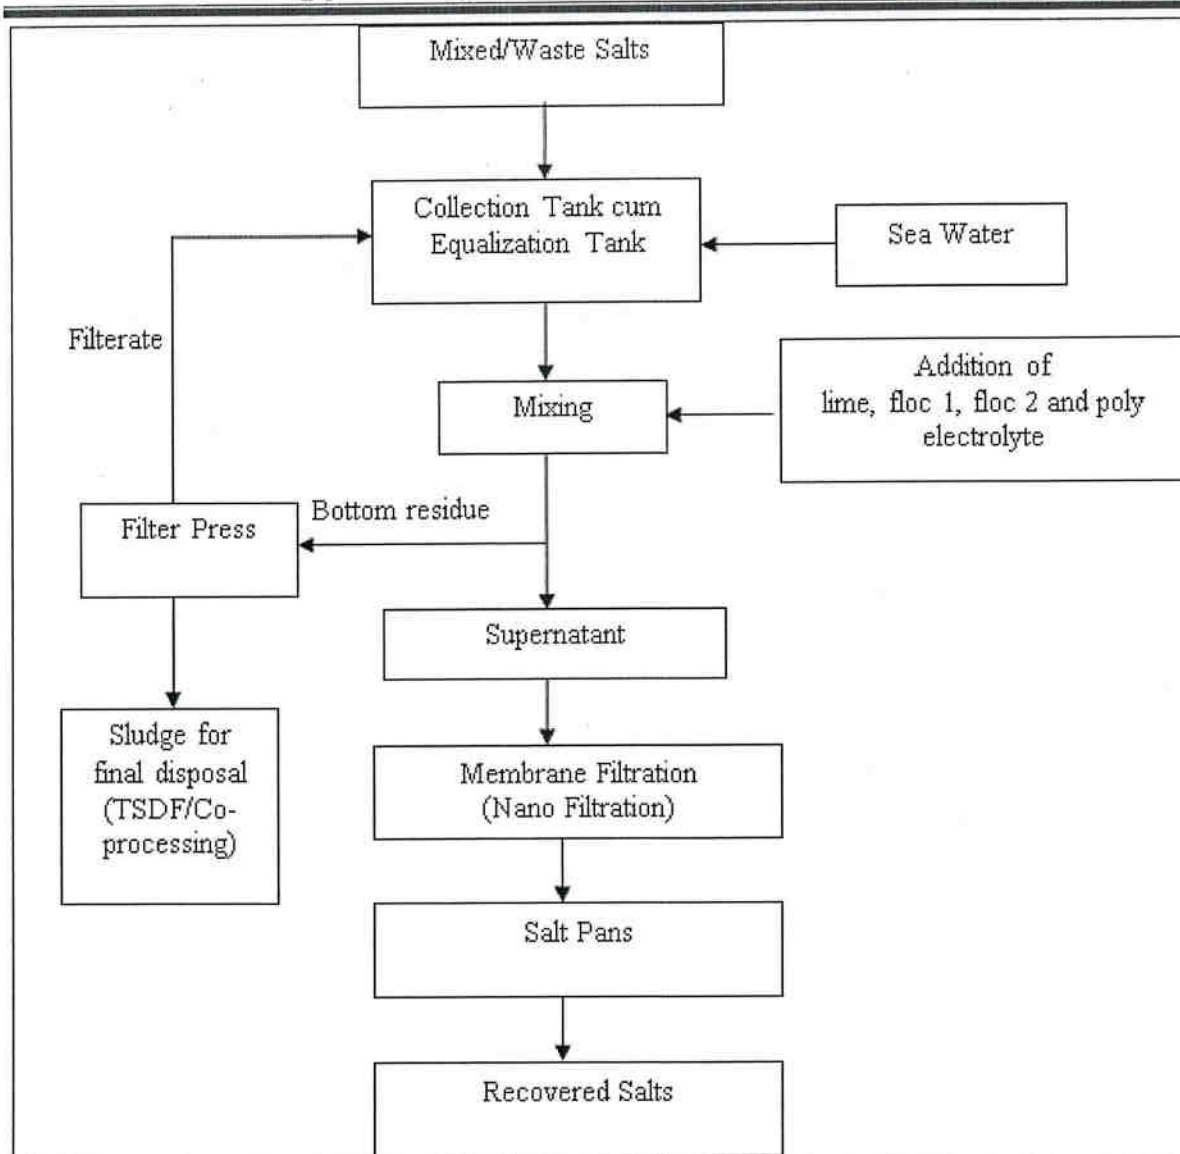 Mixed/Waste Salts
Collection Tank cum
Equalization Tank
Sea Water
Filterate
Addition of
lime, floc 1, floc 2 and poly
electrolyte
Mixing
Bottom residue
Filter Press
Supernatant
Sludge for
final disposal
(TSDF/Co-
processing)
Membrane Filtration
(Nano Filtration)
Salt Pans
Recovered Salts